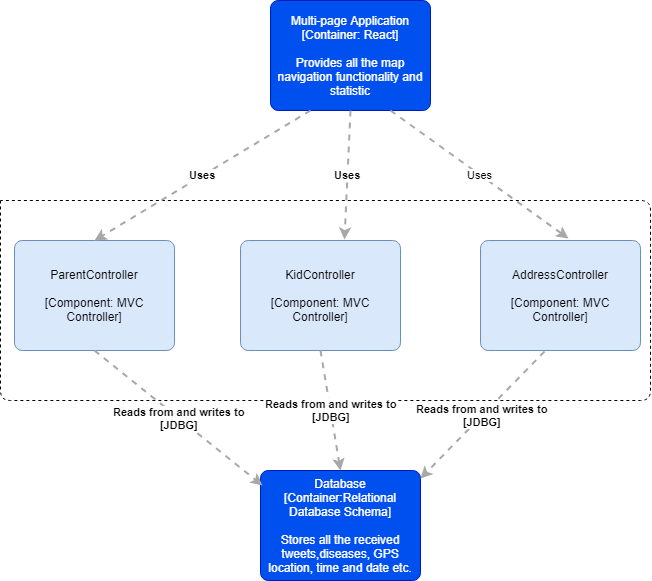 Multi-page Application
[Container: React]
Provides all the map
navigation functionality and
statistic
Uses
Uses
Uses
ParentController
[Component: MVC
Controller]
KidController
[Component: MVC
Controller]
AddressController
[Component: MVC
Controller]
Reads from and writes to
[JDBG]
Reads from and writes to
[JDBG]
Reads from and writes to
[JDBG]
Database
[Container:Relational
Database Schema]
Stores all the received
tweets,diseases, GPS
location, time and date etc.